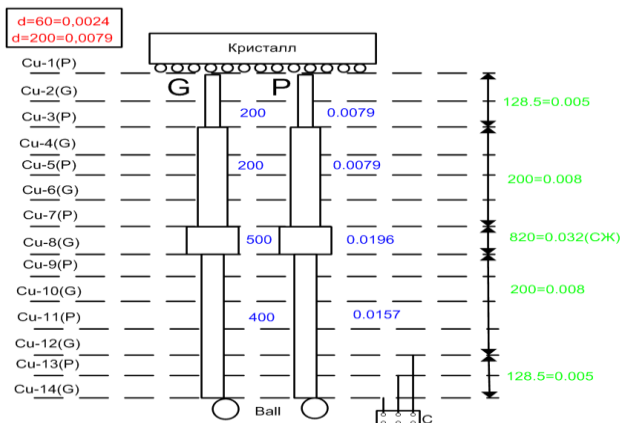 d=60=0,0024
d=200=0,0079
Кристалл
Cu-1(P)
G P
Cu-2(G)
128.5=0.005
Cu-3(P)
200 0.0079
Cu-4(G)
Cu-5(P)
200 0.0079
200=0.008
Cu-6(G)
Cu-7(P)
Cu-8(G)
500 0.0196
820=0.032(СЖ)
Cu-9(P)
Cu-10(G)
200=0.008
Cu-11(P)
400 0.0157
Cu-12(G)
Cu-13(P)
128.5=0.005
Cu-14(G)
Ball
C